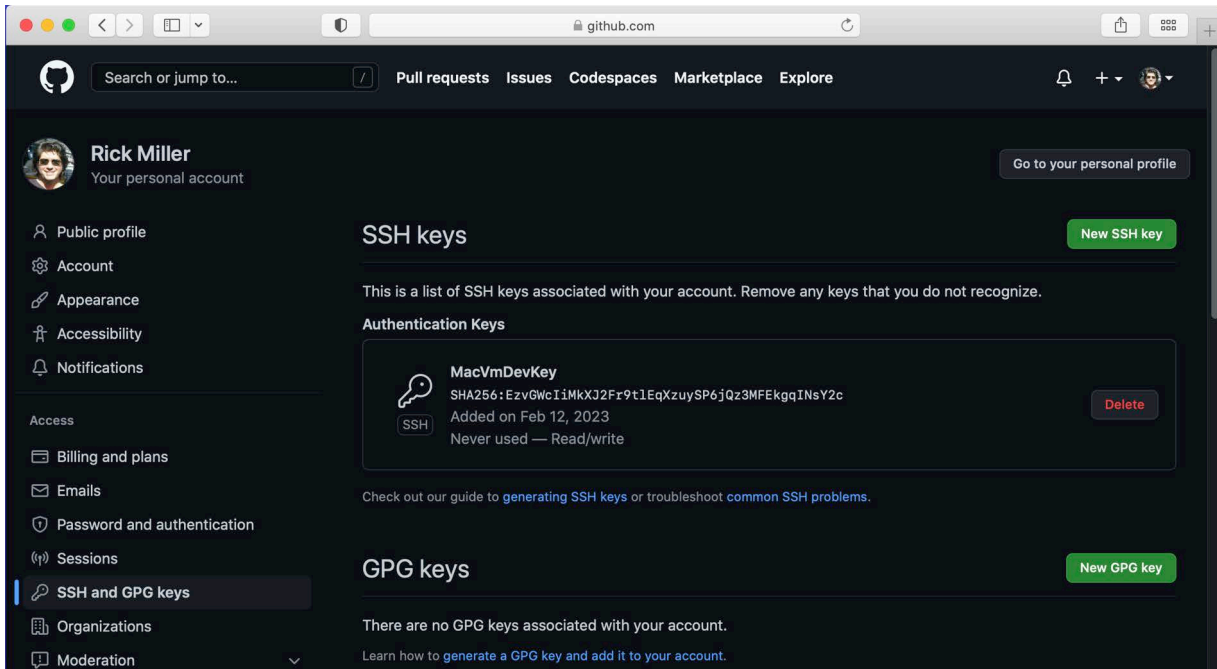 github.com
Search or jump to...
/
Pull requests
Issues
Codespaces
Marketplace
Explore
Rick Miller
Your personal account
Go to your personal profile
Public profile
Account
Appearance
Accessibility
Notifications
Access
Billing and plans
Emails
Password and authentication
Sessions
SSH and GPG keys
Organizations
Moderation
SSH keys
New SSH key
This is a list of SSH keys associated with your account. Remove any keys that you do not recognize.
Authentication Keys
SSH
MacVmDevKey
SHA256:EzvGWcIiMkXJ2Fr9tlEqXzuySP6jQz3MFEkgqINsY2c
Added on Feb 12, 2023
Never used — Read/write
Delete
Check out our guide to generating SSH keys or troubleshoot common SSH problems.
GPG keys
New GPG key
There are no GPG keys associated with your account.
Learn how to generate a GPG key and add it to your account.